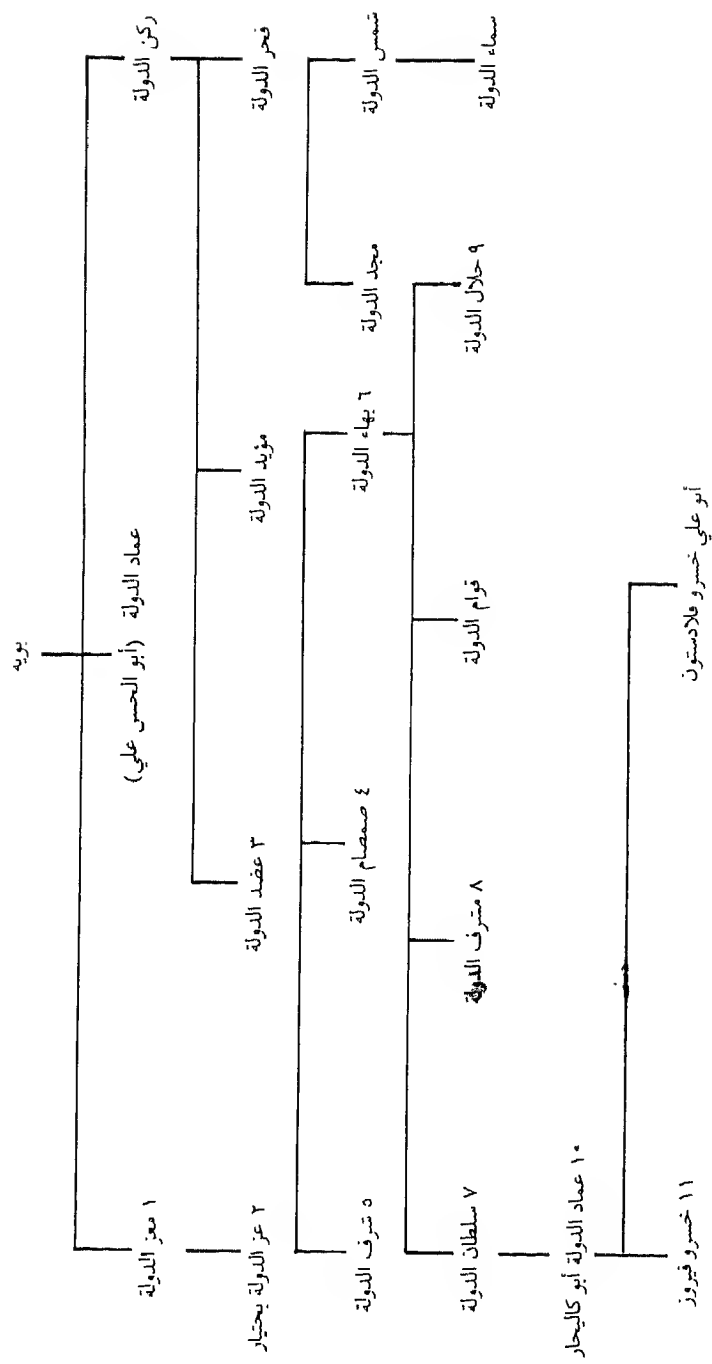 بويه
ركن الدولة
عماد الدولة (أبو الحسن علي)
١ معز الدولة
فخر الدولة
مؤيد الدولة
٣ عضد الدولة
٢ عز الدولة بختيار
شمس الدولة
مجد الدولة
٦ بهاء الدولة
٤ صمصام الدولة
٥ شرف الدولة
سماء الدولة
٩ جلال الدولة
قوام الدولة
٨ مشرف الدولة
٧ سلطان الدولة
١٠ عماد الدولة أبو كاليجار
أبو علي خسرو فلادستون
١١ خسرو فيروز